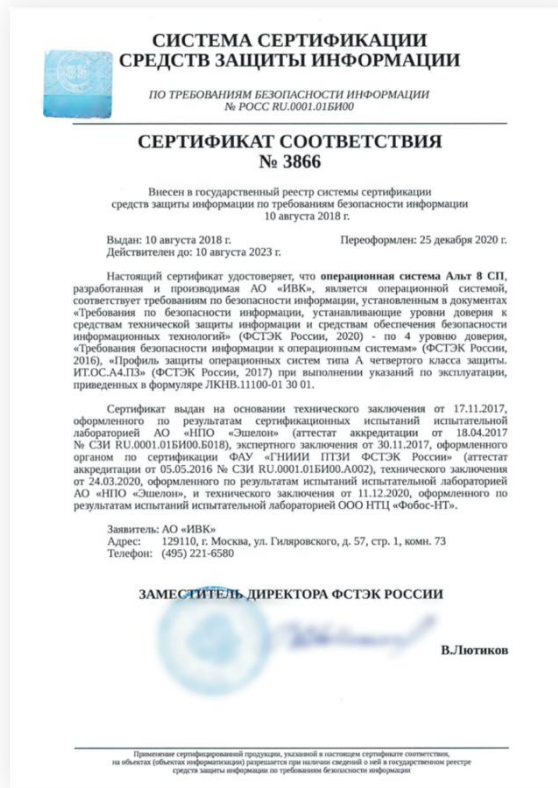 СИСТЕМА СЕРТИФИКАЦИИ
СРЕДСТВ ЗАЩИТЫ ИНФОРМАЦИИ
ПО ТРЕБОВАНИЯМ БЕЗОПАСНОСТИ ИНФОРМАЦИИ
№ РОСС RU.0001.01БИ00
СЕРТИФИКАТ СООТВЕТСТВИЯ
№ 3866
Внесен в государственный реестр системы сертификации
средств защиты информации по требованиям безопасности информации
10 августа 2018 г.
Выдан: 10 августа 2018 г. Переоформлен: 25 декабря 2020 г.
Действителен до: 10 августа 2023 г.
Настоящий сертификат удостоверяет, что операционная система Альт 8 СП,
разработанная и производимая АО «ИВК», является операционной системой,
соответствует требованиям по безопасности информации, установленным в документах
«Требования по безопасности информации, устанавливающие уровни доверия к
средствам технической защиты информации и средствам обеспечения безопасности
информационных технологий» (ФСТЭК России, 2020) - по 4 уровню доверия,
«Требования безопасности информации к операционным системам» (ФСТЭК России,
2016), «Профиль защиты операционных систем типа А четвертого класса защиты.
ИТ.ОС.А4.ПЗ» (ФСТЭК России, 2017) при выполнении указаний по эксплуатации,
приведенных в формуляре ЛКНВ.11100-01 30 01.
Сертификат выдан на основании технического заключения от 17.11.2017,
оформленного по результатам сертификационных испытаний испытательной
лабораторией АО «НПО «Эшелон» (аттестат аккредитации от 18.04.2017
№ СЗИ RU.0001.01БИ00.Б018), экспертного заключения от 30.11.2017, оформленного
органом по сертификации ФАУ «ГНИИИ ПТЗИ ФСТЭК России» (аттестат
аккредитации от 05.05.2016 № СЗИ RU.0001.01БИ00.А002), технического заключения
от 24.03.2020, оформленного по результатам испытаний испытательной лабораторией
АО «НПО «Эшелон», и технического заключения от 11.12.2020, оформленного по
результатам испытаний испытательной лабораторией ООО НТЦ «Фобос-НТ».
Заявитель: АО «ИВК»
Адрес: 129110, г. Москва, ул. Гиляровского, д. 57, стр. 1, комн. 73
Телефон: (495) 221-6580
ЗАМЕСТИТЕЛЬ ДИРЕКТОРА ФСТЭК РОССИИ
В.Лютиков
Применение сертифицированной продукции, указанной в настоящем сертификате соответствия,
на объектах (объектах информатизации) разрешается при наличии сведений о ней в государственном реестре
средств защиты информации по требованиям безопасности информации